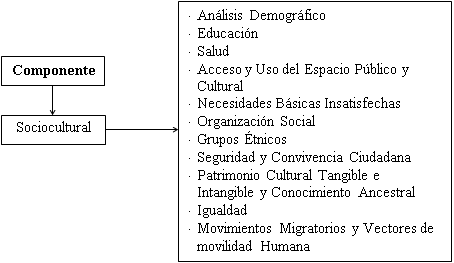 Componente
Sociocultural
· Análisis Demográfico
· Educación
· Salud
· Acceso y Uso del Espacio Público y
Cultural
· Necesidades Básicas Insatisfechas
· Organización Social
· Grupos Étnicos
· Seguridad y Convivencia Ciudadana
· Patrimonio Cultural Tangible e
Intangible y Conocimiento Ancestral
· Igualdad
· Movimientos Migratorios y Vectores de
movilidad Humana